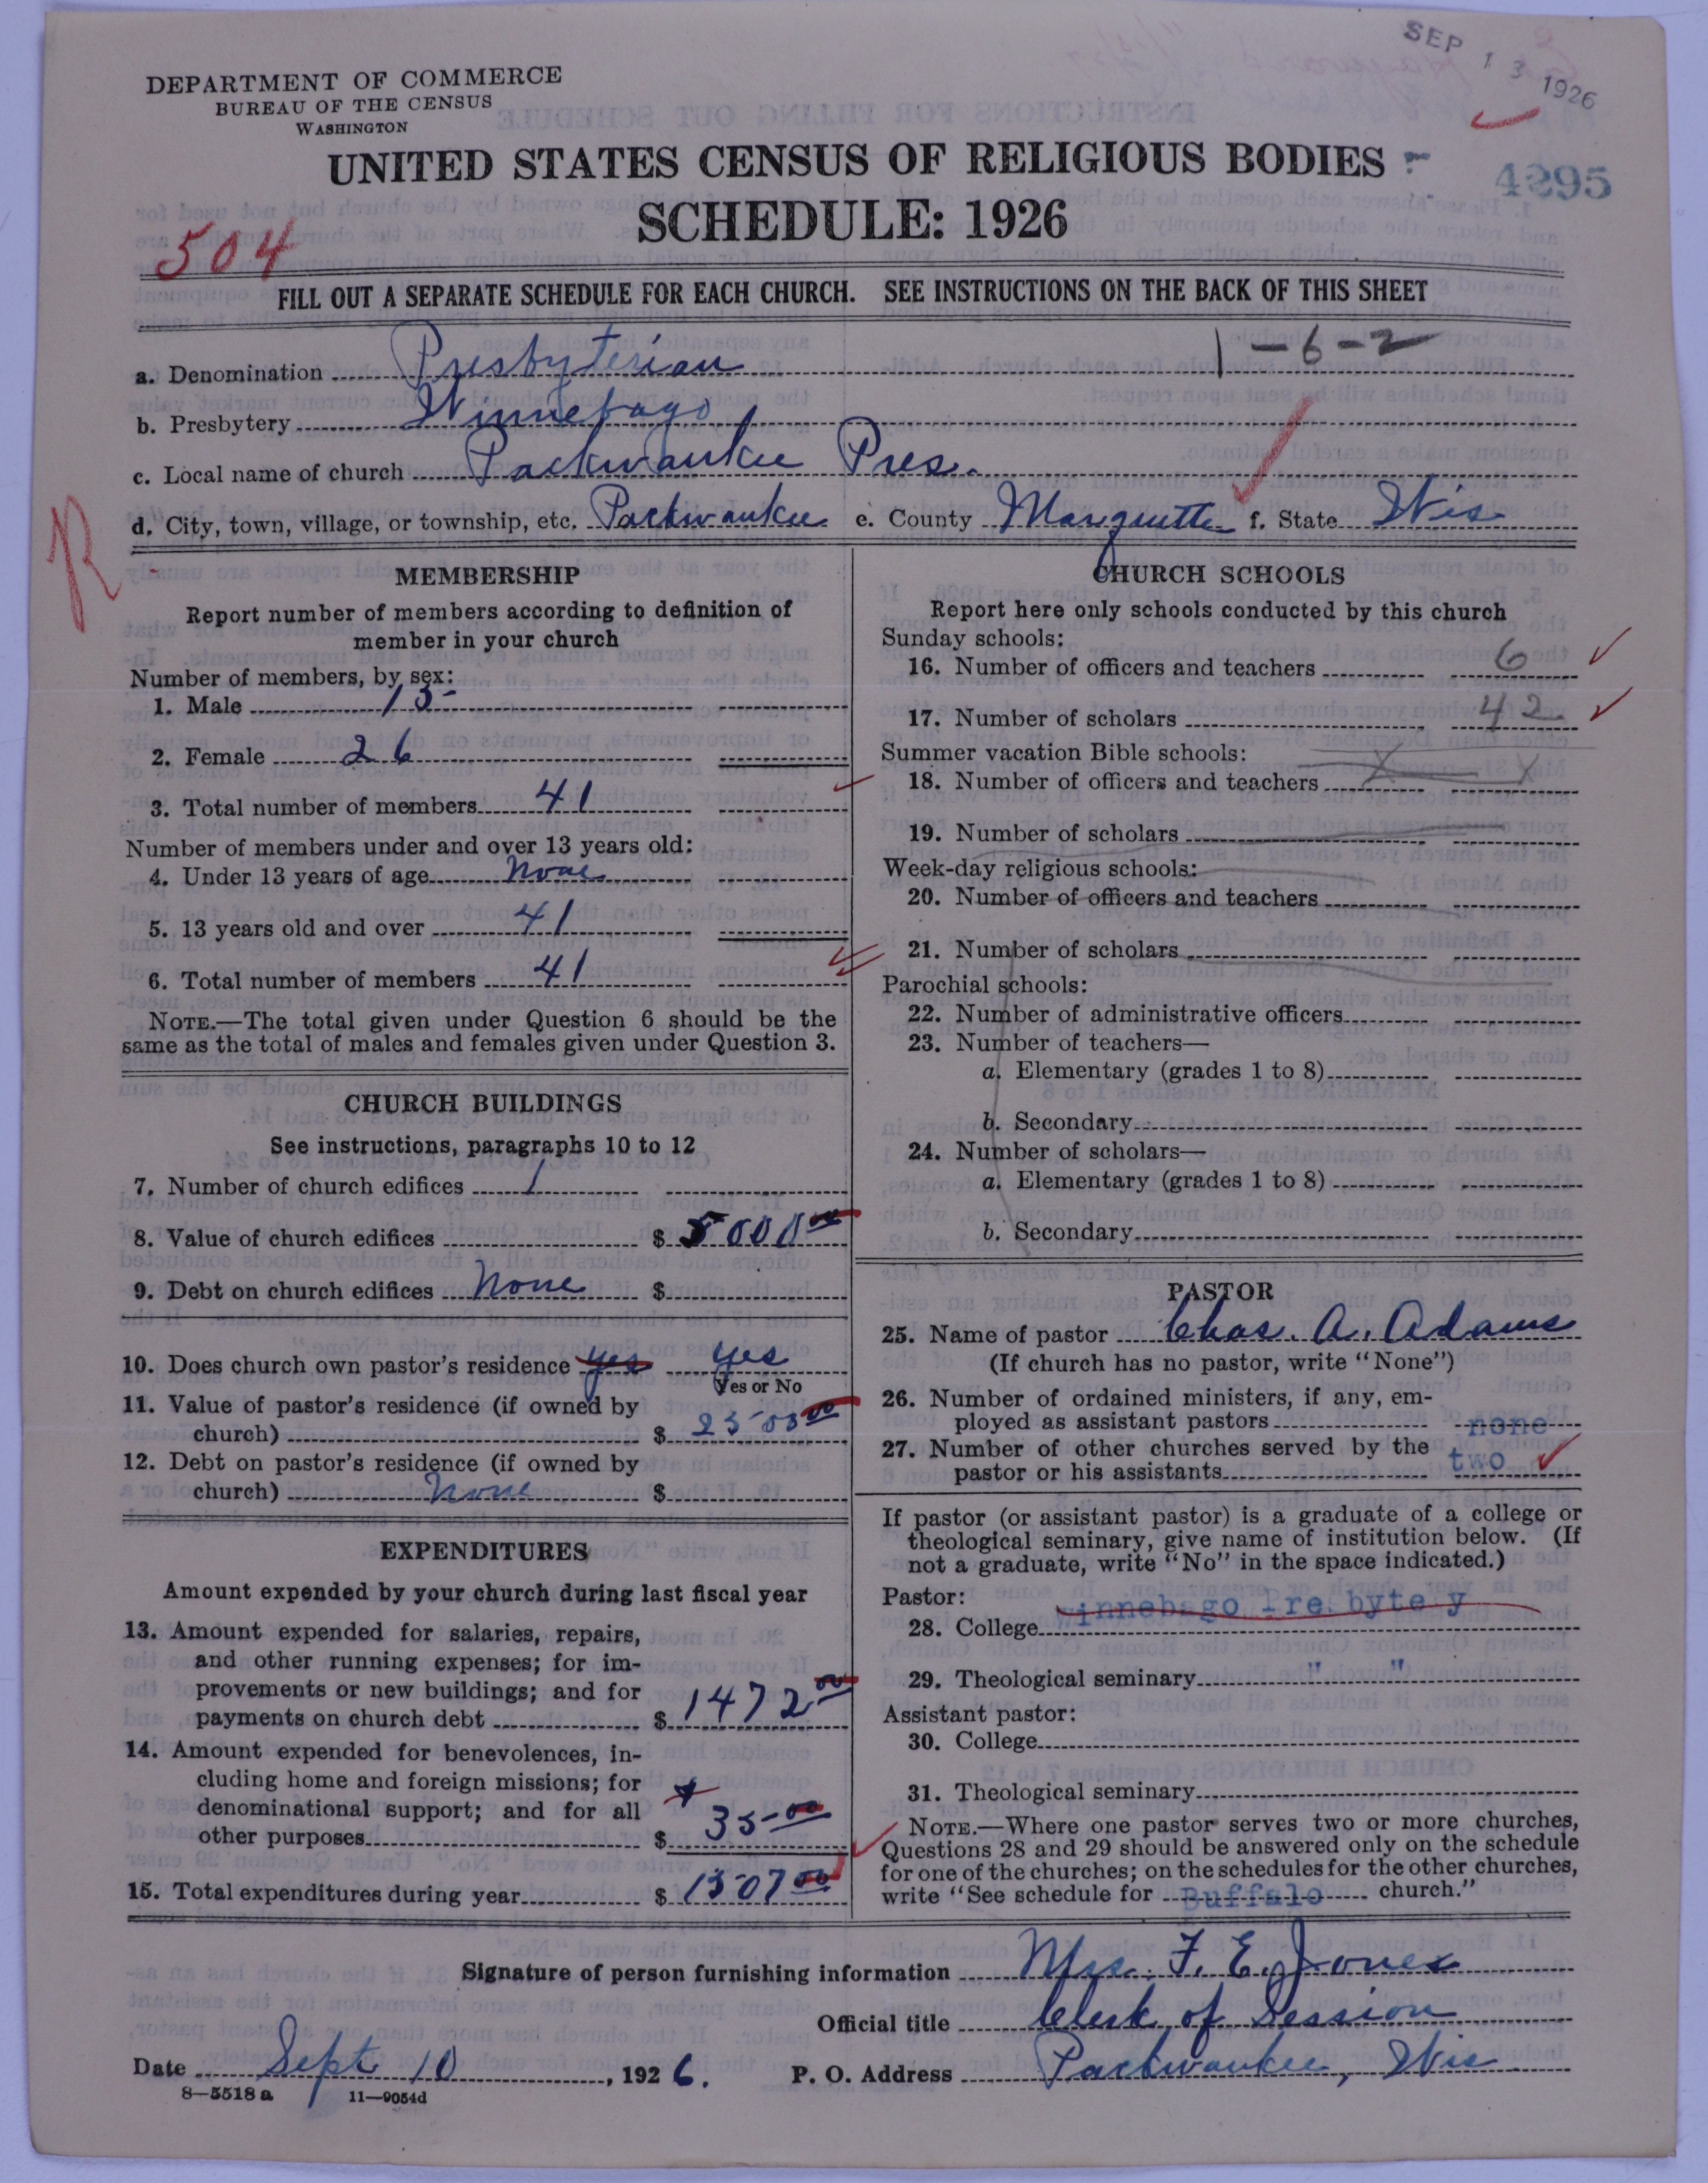 SEP 13 1926
DEPARTMENT OF COMMERCE
BUREAU OF THE CENSUS
WASHINGTON
UNITED STATES CENSUS OF RELIGIOUS BODIES
4295
SCHEDULE: 1926
504
FILL OUT A SEPARATE SCHEDULE FOR EACH CHURCH. SEE INSTRUCTIONS ON THE BACK OF THIS SHEET
1-6-2
a. Denomination Presbyterian
b. Presbytery Winnebago
c. Local name of church Packwaukee Pres.
d. City, town, village, or township, etc. Packwaukee e. County Marquette f. State Wis
R
MEMBERSHIP
Report number of members according to definition of
member in your church
Number of members, by sex:
1. Male 15
2. Female 26
3. Total number of members 41
Number of members under and over 13 years old:
4. Under 13 years of age None
5. 13 years old and over 41
6. Total number of members 41
NOTE.—The total given under Question 6 should be the
same as the total of males and females given under Question 3.
CHURCH BUILDINGS
See instructions, paragraphs 10 to 12
7. Number of church edifices 1
8. Value of church edifices $ 5000 00
9. Debt on church edifices None $
10. Does church own pastor's residence yes yes
Yes or No
11. Value of pastor's residence (if owned by
church) $ 2500 00
12. Debt on pastor's residence (if owned by
church) None $
EXPENDITURES
Amount expended by your church during last fiscal year
13. Amount expended for salaries, repairs,
and other running expenses; for im-
provements or new buildings; and for
payments on church debt $ 1472 00
14. Amount expended for benevolences, in-
cluding home and foreign missions; for
denominational support; and for all
other purposes $ 35 00
15. Total expenditures during year $ 1507 00
CHURCH SCHOOLS
Report here only schools conducted by this church
Sunday schools:
16. Number of officers and teachers 6
17. Number of scholars 42
Summer vacation Bible schools:
18. Number of officers and teachers X X
19. Number of scholars
Week-day religious schools:
20. Number of officers and teachers
21. Number of scholars
Parochial schools:
22. Number of administrative officers
23. Number of teachers—
a. Elementary (grades 1 to 8)
b. Secondary
24. Number of scholars—
a. Elementary (grades 1 to 8)
b. Secondary
PASTOR
25. Name of pastor Chas. A. Adams
(If church has no pastor, write "None")
26. Number of ordained ministers, if any, em-
ployed as assistant pastors none
27. Number of other churches served by the
pastor or his assistants two
If pastor (or assistant pastor) is a graduate of a college or
theological seminary, give name of institution below. (If
not a graduate, write "No" in the space indicated.)
Pastor:
28. College innebago Pre byte y
29. Theological seminary " "
Assistant pastor:
30. College
31. Theological seminary
NOTE.—Where one pastor serves two or more churches,
Questions 28 and 29 should be answered only on the schedule
for one of the churches; on the schedules for the other churches,
write "See schedule for Buffalo church."
Signature of person furnishing information Mrs. F. E. Jones
Official title Clerk of Session
Date Sept 10, 1926. P. O. Address Packwaukee, Wis
8—5518 a 11—9054d